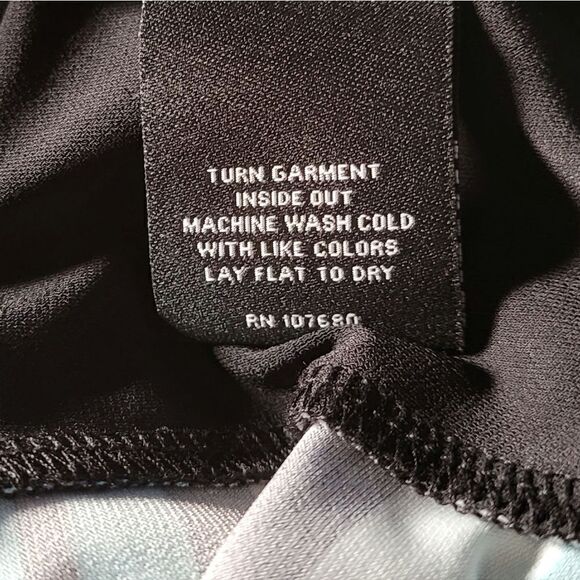 TURN GARMENT
INSIDE OUT
MACHINE WASH COLD
WITH LIKE COLORS
LAY FLAT TO DRY
RN 107680